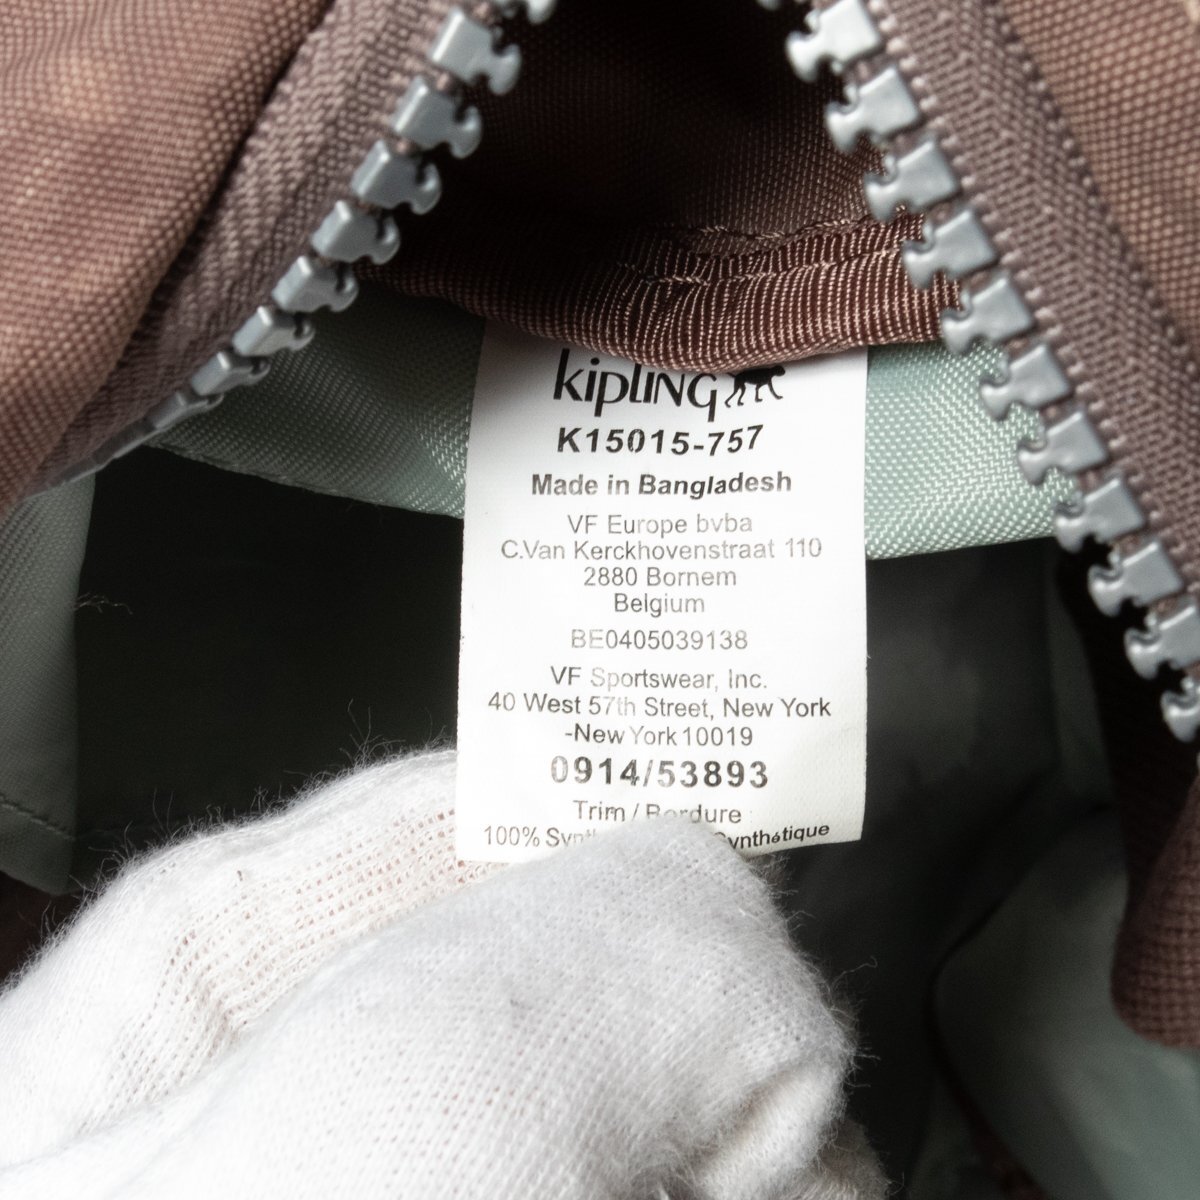 kipling
K15015-757
Made in Bangladesh
VF Europe bvba
C.Van Kerckhovenstraat 110
2880 Bornem
Belgium
BE0405039138
VF Sportswear, Inc.
40 West 57th Street, New York
-New York 10019
0914/53893
Trim / Bordure
100% Synthétique